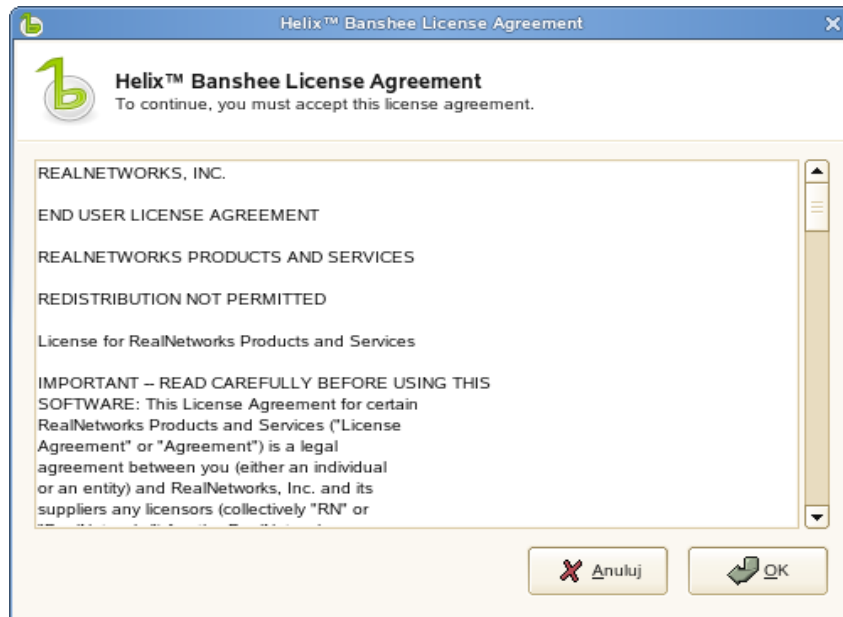 Helix™ Banshee License Agreement
Helix™ Banshee License Agreement
To continue, you must accept this license agreement.
REALNETWORKS, INC.
END USER LICENSE AGREEMENT
REALNETWORKS PRODUCTS AND SERVICES
REDISTRIBUTION NOT PERMITTED
License for RealNetworks Products and Services
IMPORTANT -- READ CAREFULLY BEFORE USING THIS
SOFTWARE: This License Agreement for certain
RealNetworks Products and Services ("License
Agreement" or "Agreement") is a legal
agreement between you (either an individual
or an entity) and RealNetworks, Inc. and its
suppliers any licensors (collectively "RN" or
Anuluj
OK